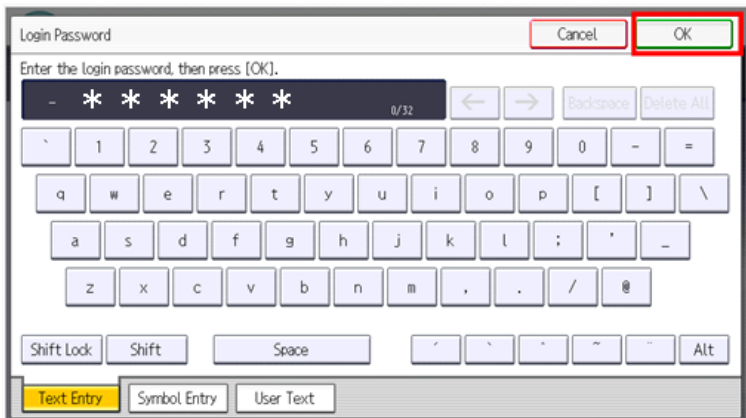 Login Password Cancel OK
Enter the login password, then press [OK].
- * * * * * * 0/32 ← → Backspace Delete All
` 1 2 3 4 5 6 7 8 9 0 - =
q w e r t y u i o p [ ] \
a s d f g h j k l ; ' _
z x c v b n m , . / @
Shift Lock Shift Space ´ ` ^ ~ ¨ Alt
Text Entry Symbol Entry User Text